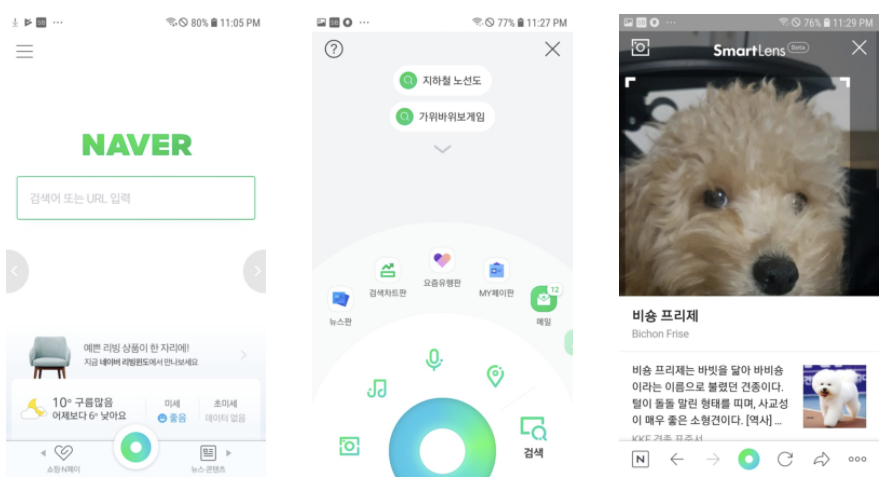 80% 11:05 PM
NAVER
검색어 또는 URL 입력
예쁜 리빙 상품이 한 자리에!
지금 네이버 리빙윈도에서 만나보세요
10° 구름많음
어제보다 6° 낮아요
미세
좋음
초미세
데이터 없음
쇼핑·N페이
뉴스·콘텐츠
77% 11:27 PM
?
지하철 노선도
가위바위보게임
뉴스판
검색차트판
요즘유행판
MY페이판
12
메일
검색
76% 11:29 PM
SmartLens Beta
비숑 프리제
Bichon Frise
비숑 프리제는 바빗을 닮아 바비숑
이라는 이름으로 불렸던 견종이다.
털이 돌돌 말린 형태를 띠며, 사교성
이 매우 좋은 소형견이다. [역사] ...
KKF 견종 표준서
N